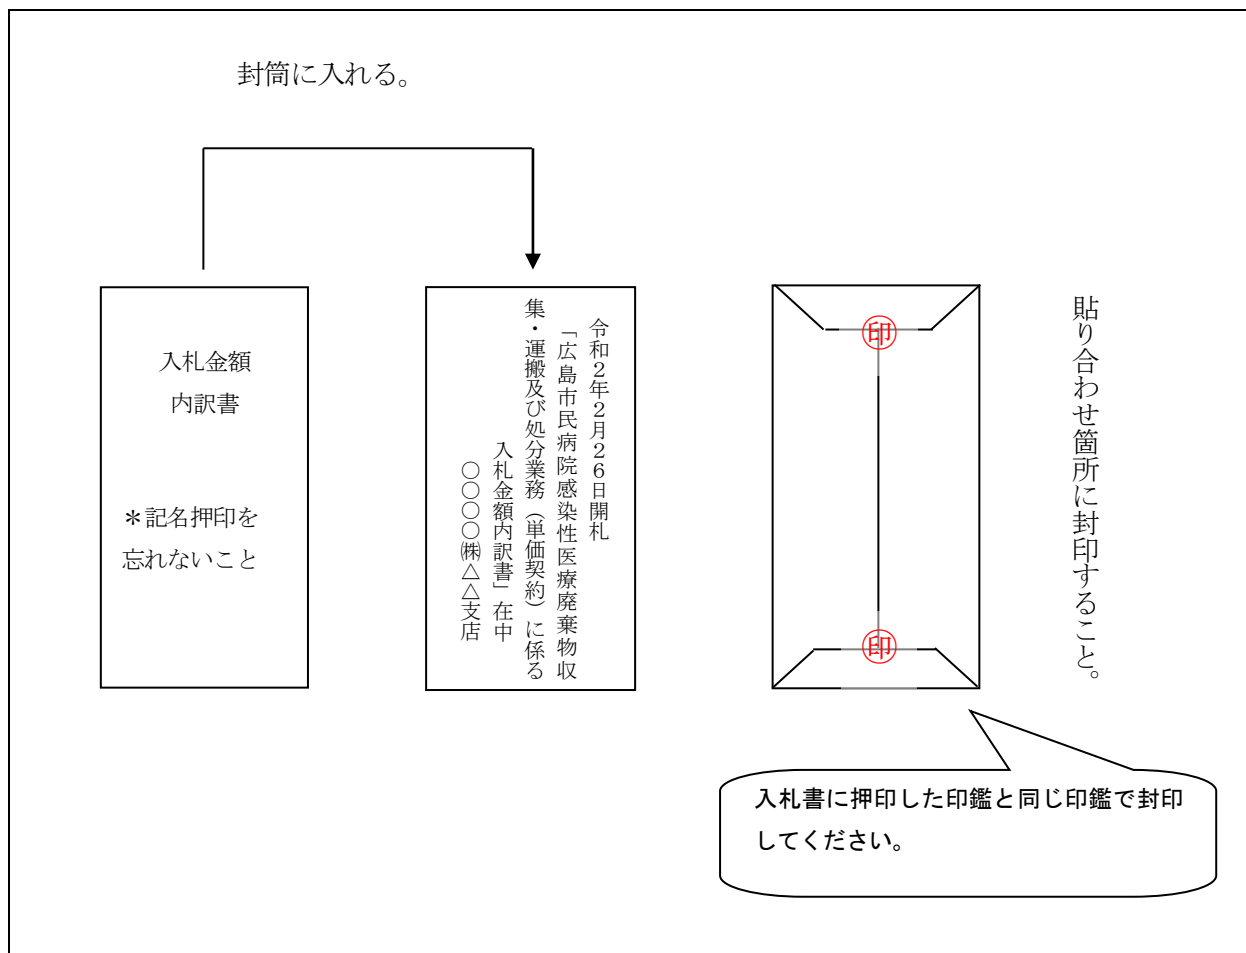 封筒に入れる。
入札金額
内訳書
＊記名押印を
忘れないこと
令和２年２月２６日開札
「広島市民病院感染性医療廃棄物収
集・運搬及び処分業務（単価契約）に係る
入札金額内訳書」在中
〇〇〇〇㈱△△支店
印
印
貼り合わせ箇所に封印すること。
入札書に押印した印鑑と同じ印鑑で封印
してください。